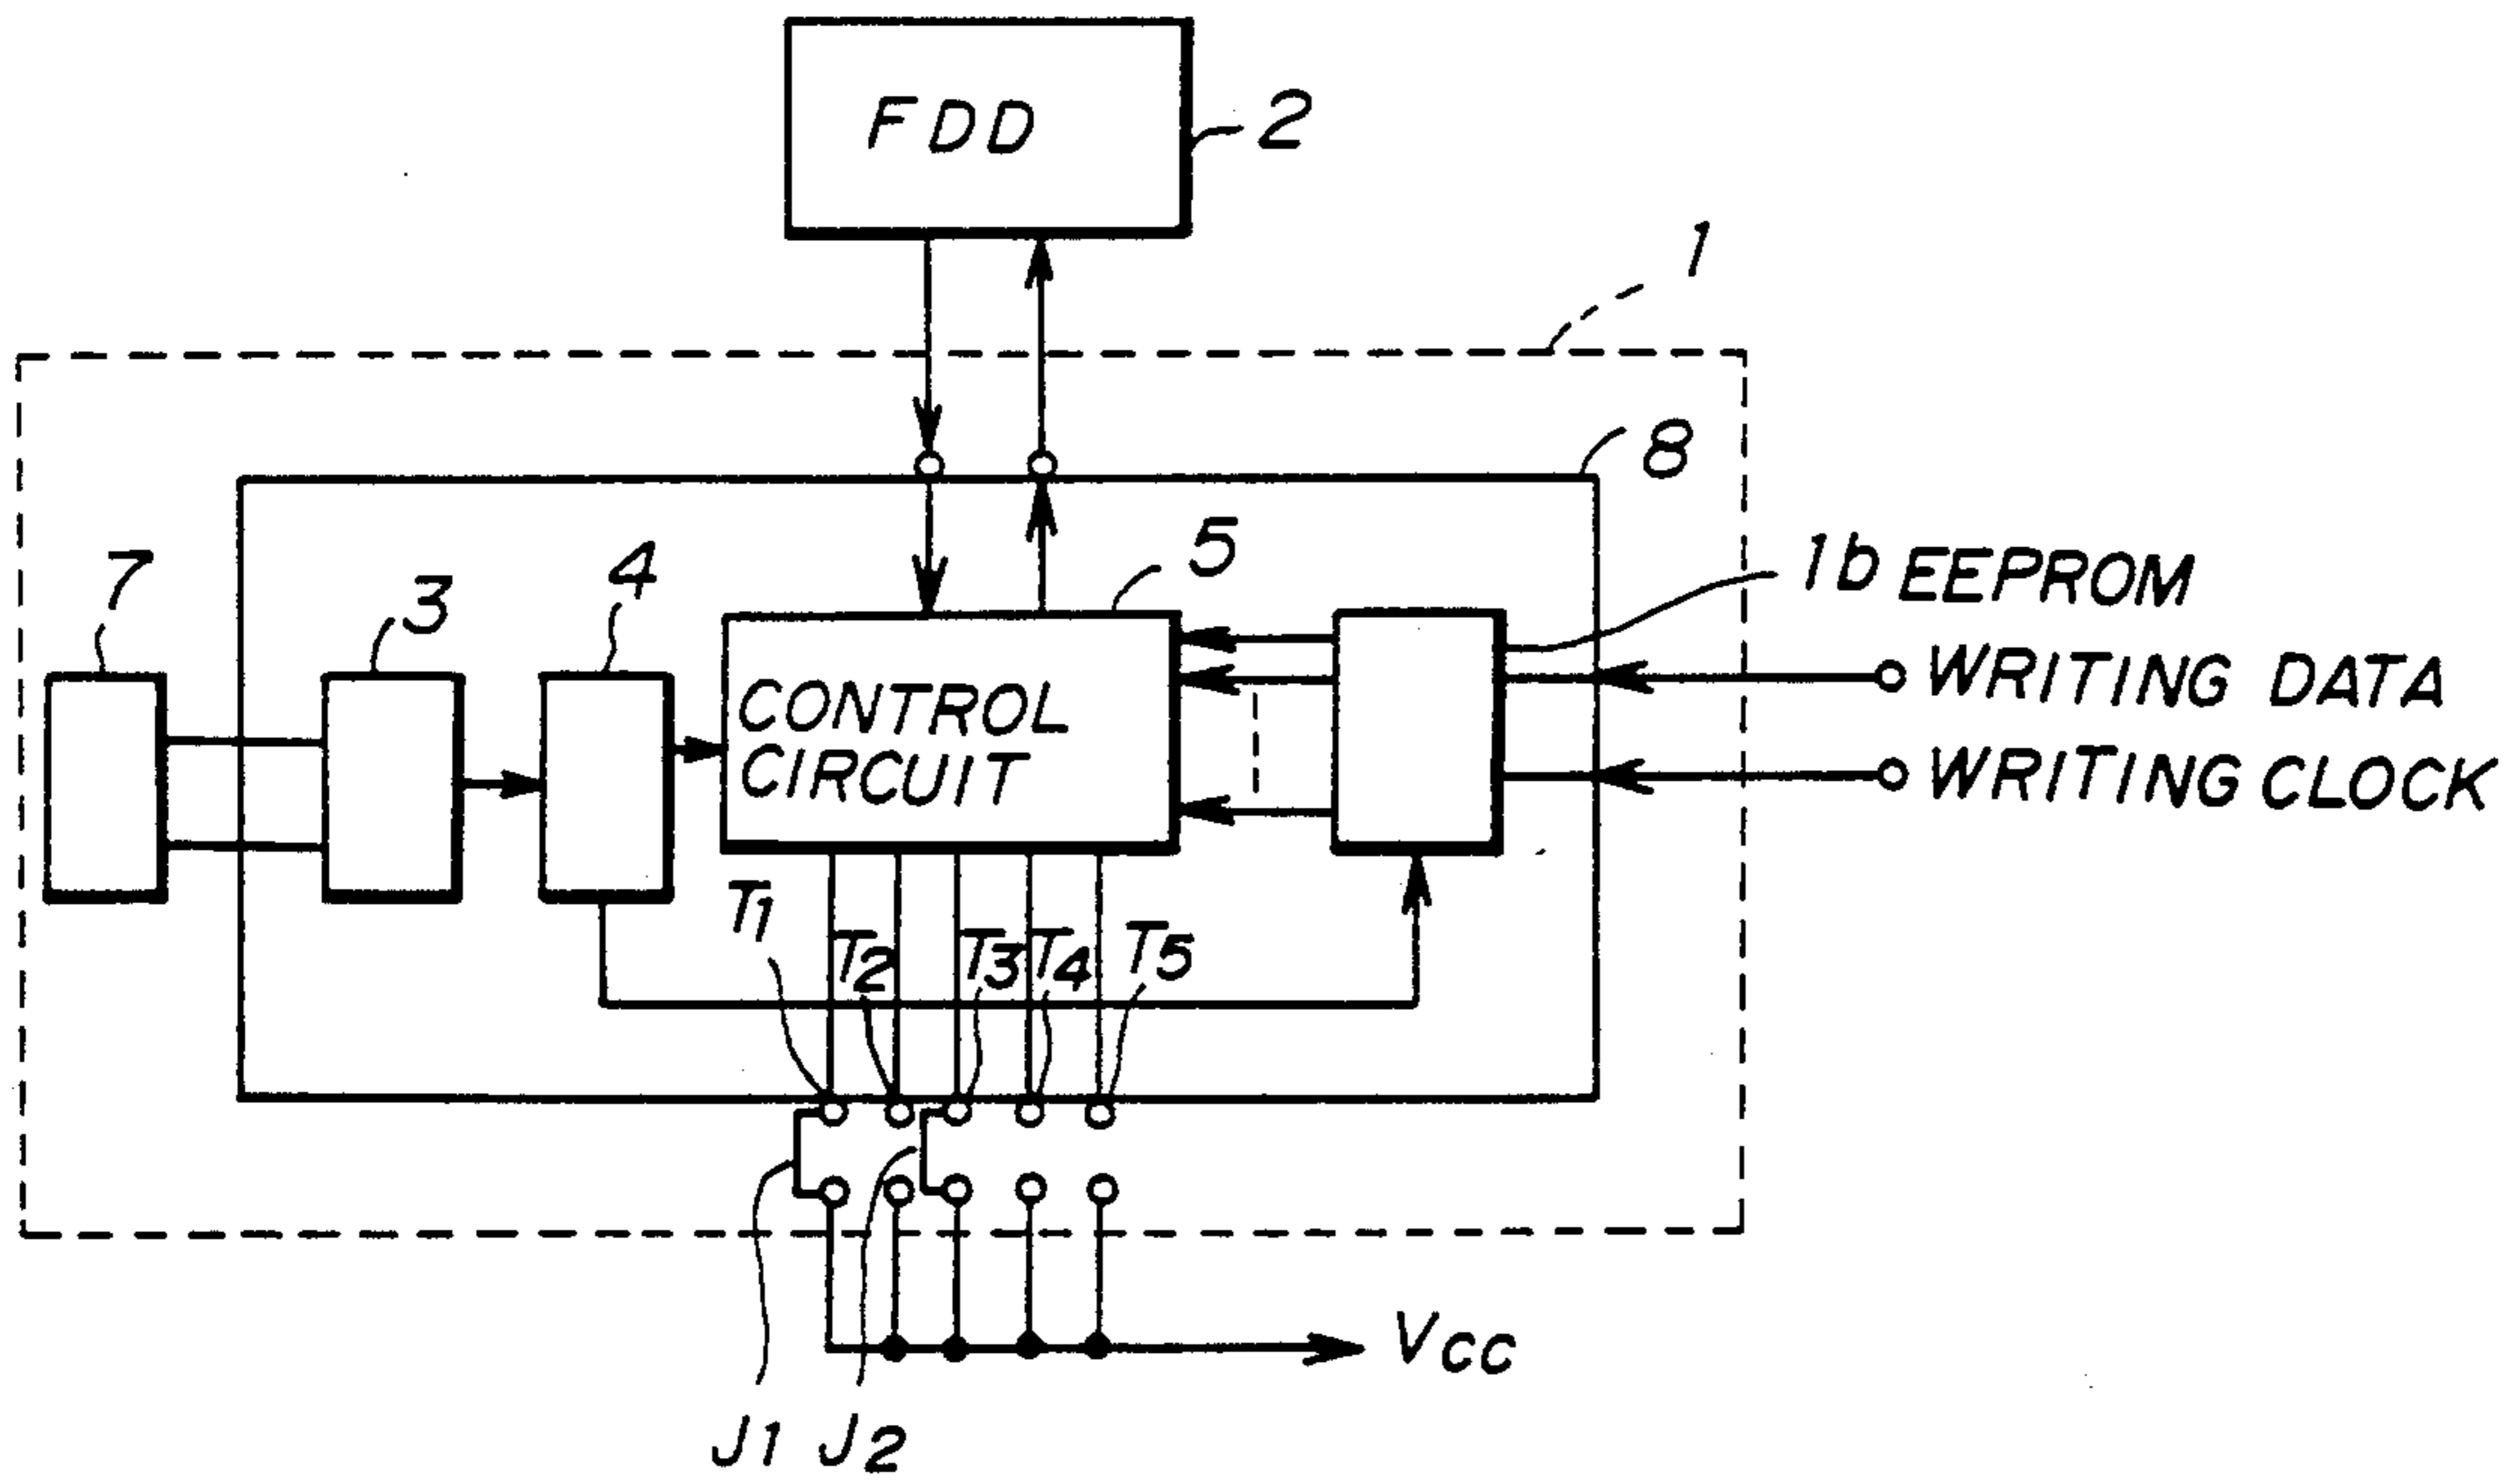 FDD
2
1
8
5
1b EEPROM
7
3
4
WRITING DATA
CONTROL
CIRCUIT
WRITING CLOCK
T1
T2
T3
T4
T5
Vcc
J1
J2